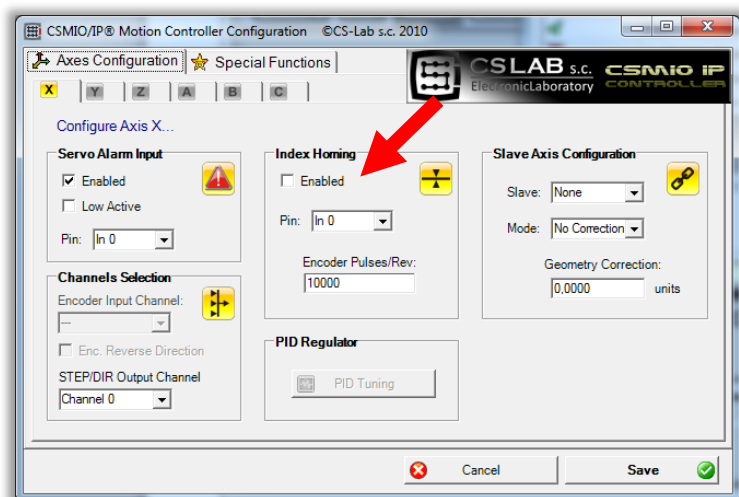 CSMIO/IP® Motion Controller Configuration ©CS-Lab s.c. 2010
Axes Configuration Special Functions
CSLAB s.c.
ElectronicLaboratory
CSMIO IP
CONTROLLER
X Y Z A B C
Configure Axis X...
Servo Alarm Input
Enabled
Low Active
Pin: In 0
Channels Selection
Encoder Input Channel:
---
Enc. Reverse Direction
STEP/DIR Output Channel
Channel 0
Index Homing
Enabled
Pin: In 0
Encoder Pulses/Rev:
10000
PID Regulator
PID Tuning
Slave Axis Configuration
Slave: None
Mode: No Correction
Geometry Correction:
0,0000 units
Cancel
Save